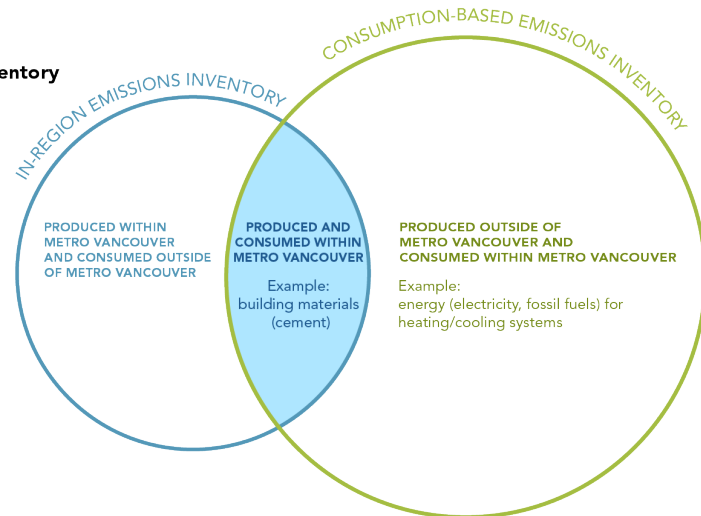 entory
IN-REGION EMISSIONS INVENTORY
CONSUMPTION-BASED EMISSIONS INVENTORY
PRODUCED WITHIN
METRO VANCOUVER
AND CONSUMED OUTSIDE
OF METRO VANCOUVER
PRODUCED AND
CONSUMED WITHIN
METRO VANCOUVER
Example:
building materials
(cement)
PRODUCED OUTSIDE OF
METRO VANCOUVER AND
CONSUMED WITHIN METRO VANCOUVER
Example:
energy (electricity, fossil fuels) for
heating/cooling systems